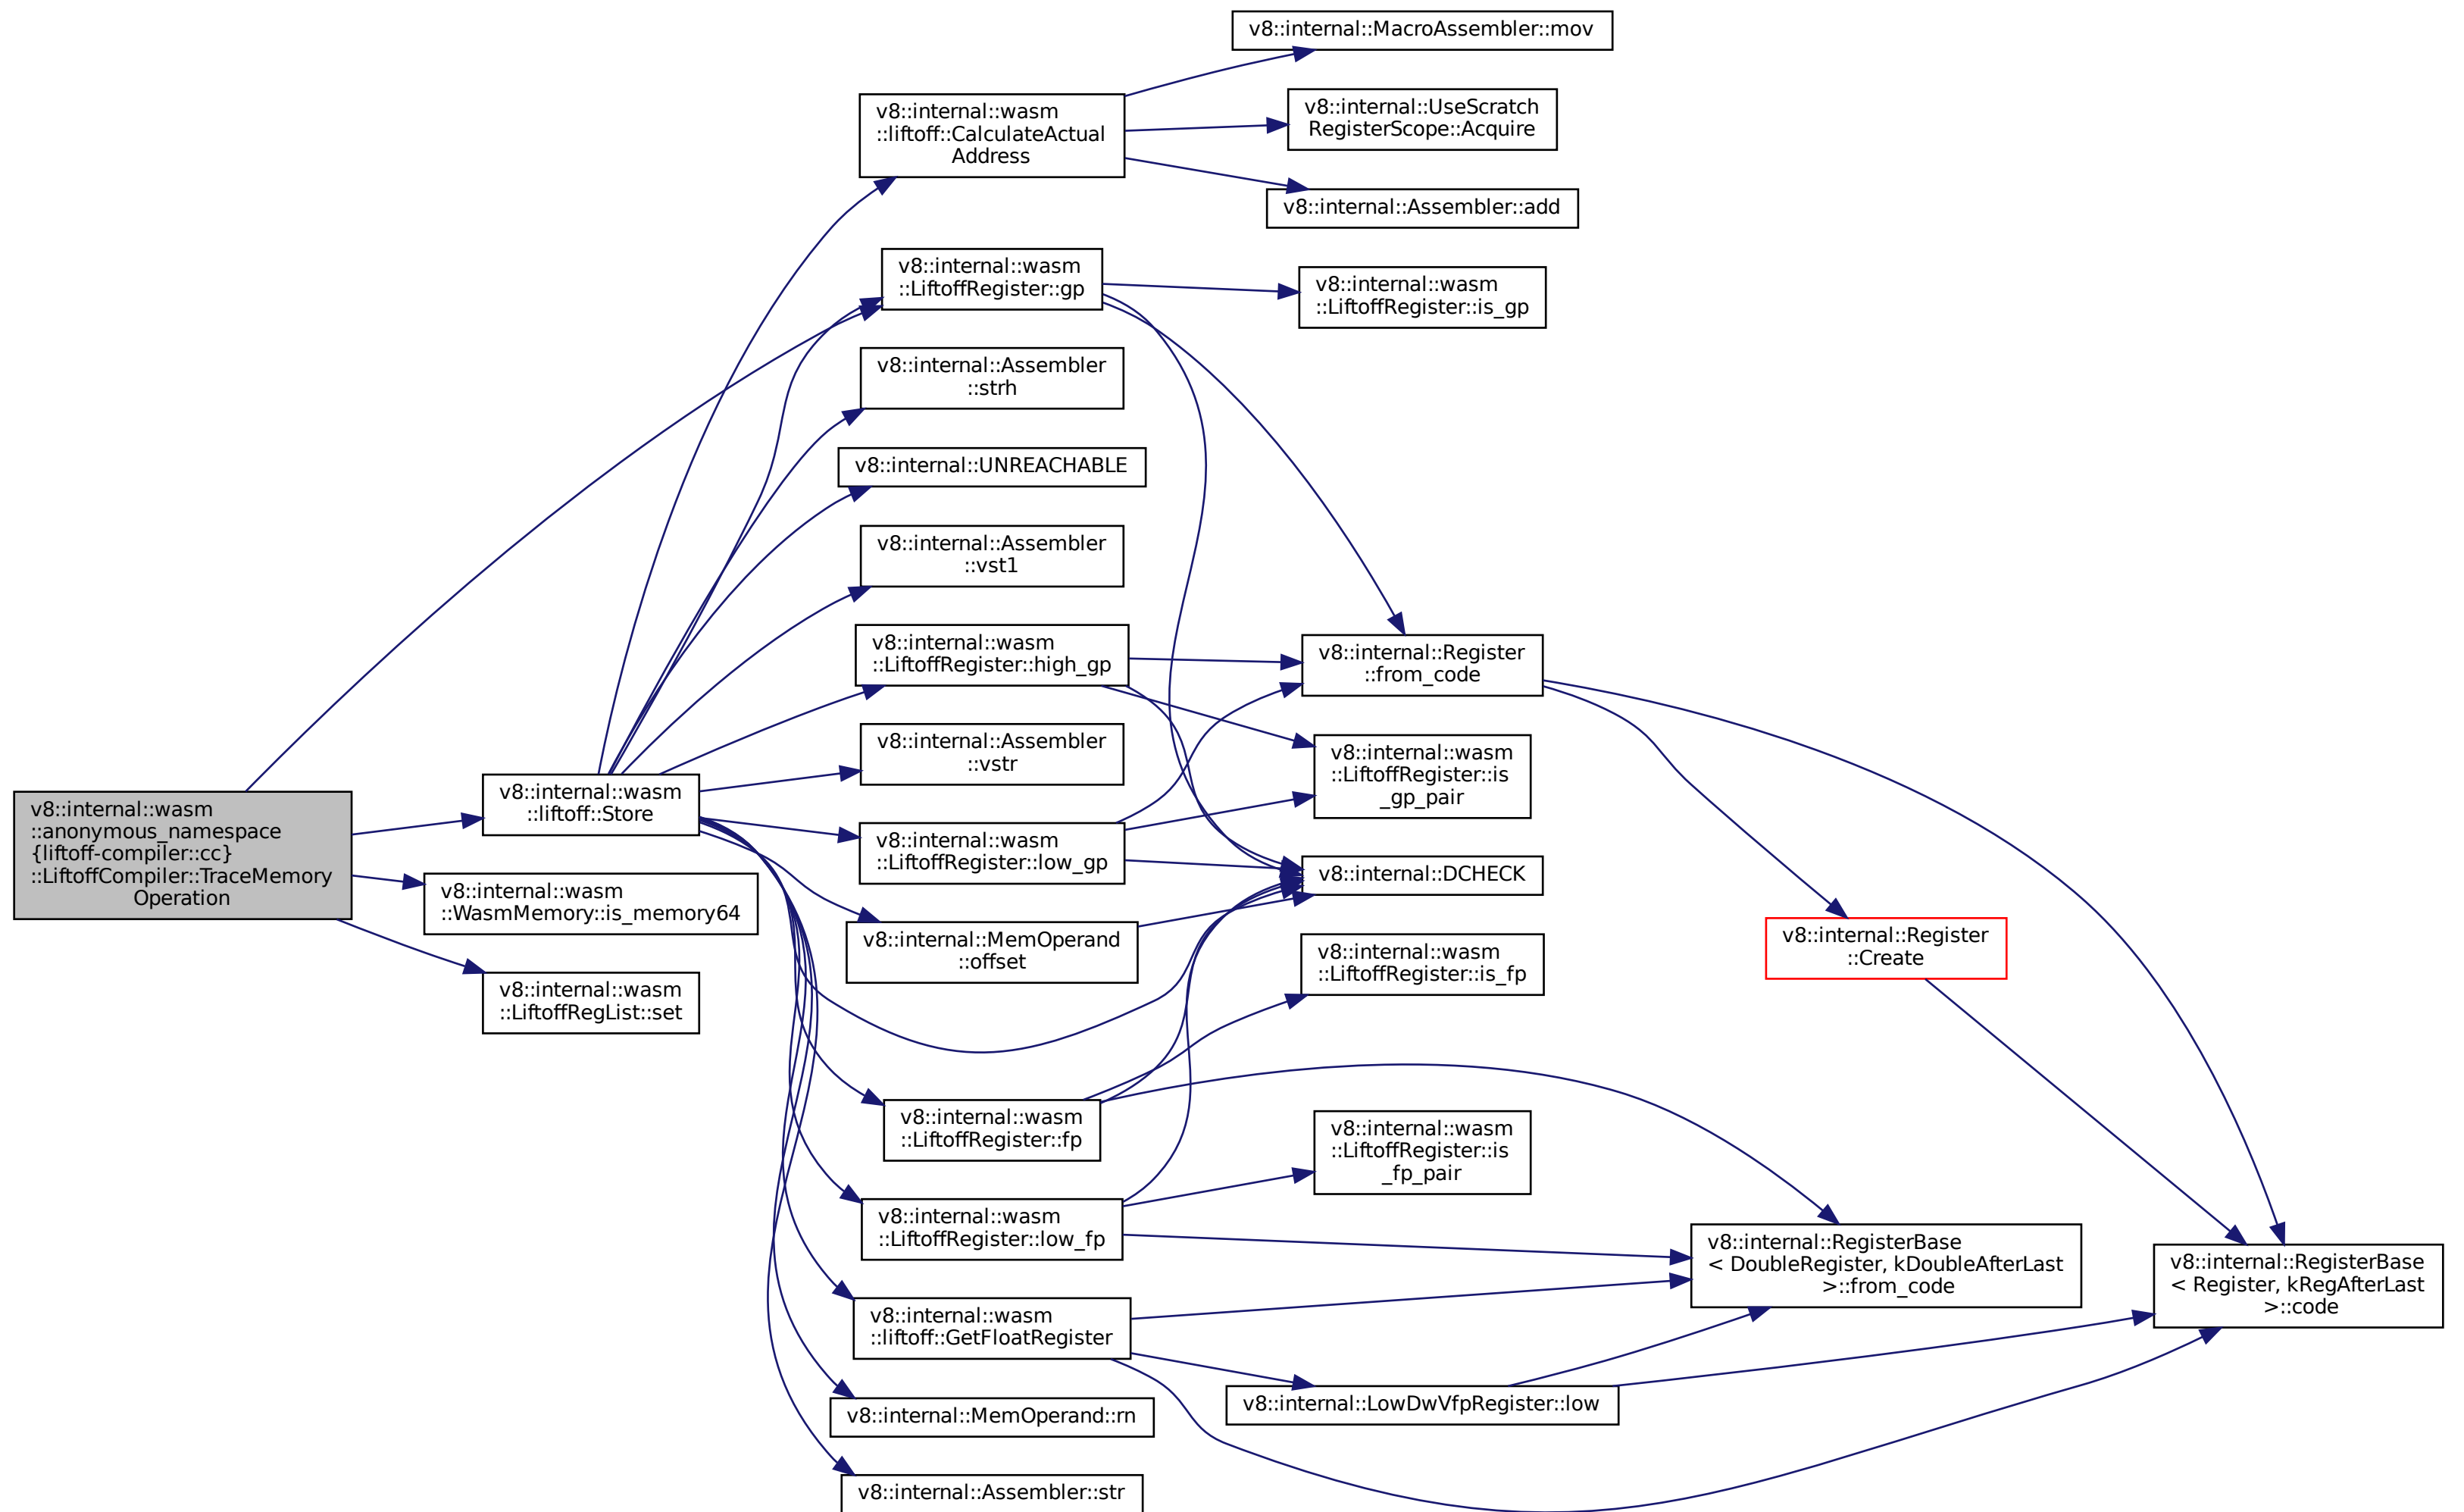 v8::internal::wasm
::anonymous_namespace
{liftoff-compiler::cc}
::LiftoffCompiler::TraceMemory
Operation
v8::internal::wasm
::liftoff::Store
v8::internal::wasm
::WasmMemory::is_memory64
v8::internal::wasm
::LiftoffRegList::set
v8::internal::wasm
::liftoff::CalculateActual
Address
v8::internal::wasm
::LiftoffRegister::gp
v8::internal::Assembler
::strh
v8::internal::UNREACHABLE
v8::internal::Assembler
::vst1
v8::internal::wasm
::LiftoffRegister::high_gp
v8::internal::Assembler
::vstr
v8::internal::wasm
::LiftoffRegister::low_gp
v8::internal::MemOperand
::offset
v8::internal::wasm
::LiftoffRegister::fp
v8::internal::wasm
::LiftoffRegister::low_fp
v8::internal::wasm
::liftoff::GetFloatRegister
v8::internal::MemOperand::rn
v8::internal::Assembler::str
v8::internal::MacroAssembler::mov
v8::internal::UseScratch
RegisterScope::Acquire
v8::internal::Assembler::add
v8::internal::wasm
::LiftoffRegister::is_gp
v8::internal::Register
::from_code
v8::internal::wasm
::LiftoffRegister::is
_gp_pair
v8::internal::DCHECK
v8::internal::wasm
::LiftoffRegister::is_fp
v8::internal::wasm
::LiftoffRegister::is
_fp_pair
v8::internal::LowDwVfpRegister::low
v8::internal::Register
::Create
v8::internal::RegisterBase
< DoubleRegister, kDoubleAfterLast
>::from_code
v8::internal::RegisterBase
< Register, kRegAfterLast
>::code